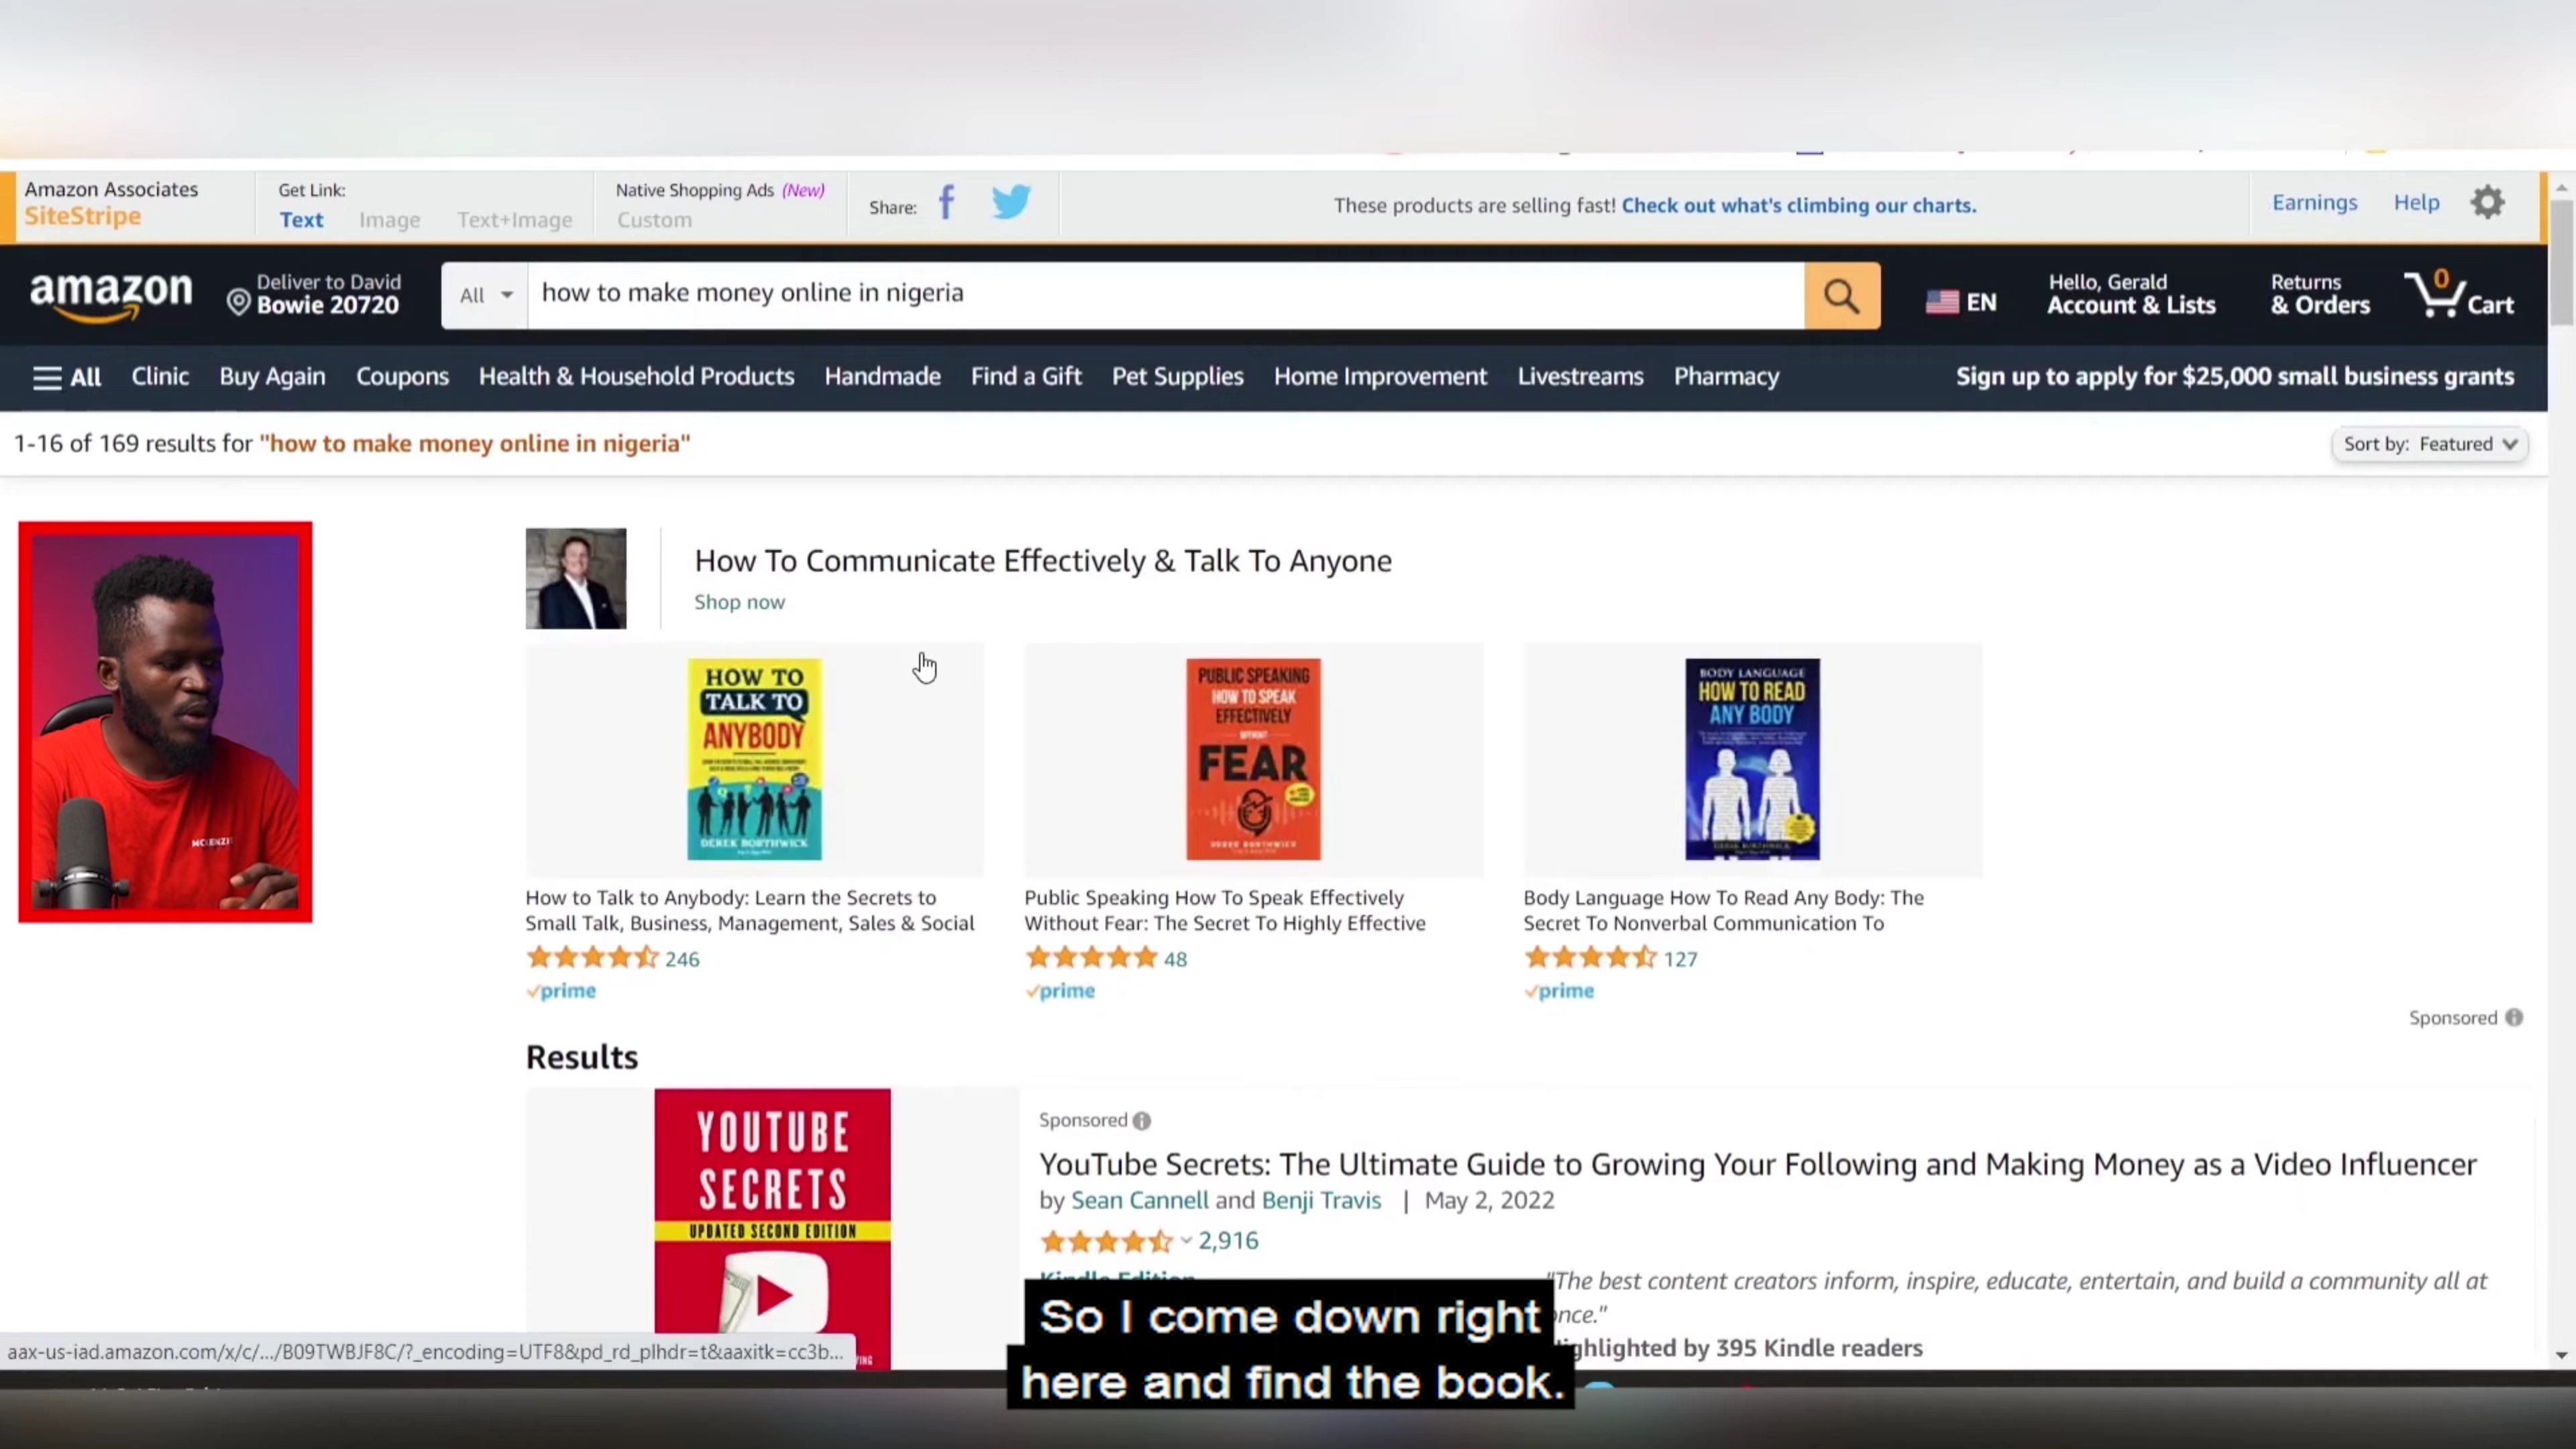 Amazon Associates
SiteStripe
Get Link:
Text Image Text+Image
Native Shopping Ads (New)
Custom
Share:
These products are selling fast! Check out what's climbing our charts.
Earnings Help
amazon
Deliver to David
Bowie 20720
All
how to make money online in nigeria
EN
Hello, Gerald
Account & Lists
Returns
& Orders
0
Cart
All Clinic Buy Again Coupons Health & Household Products Handmade Find a Gift Pet Supplies Home Improvement Livestreams Pharmacy
Sign up to apply for $25,000 small business grants
1-16 of 169 results for "how to make money online in nigeria"
Sort by: Featured
How To Communicate Effectively & Talk To Anyone
Shop now
HOW TO
TALK TO
ANYBODY
DEREK BORTHWICK
PUBLIC SPEAKING
HOW TO SPEAK
EFFECTIVELY
WITHOUT
FEAR
DEREK BORTHWICK
BODY LANGUAGE
HOW TO READ
ANY BODY
DEREK BORTHWICK
How to Talk to Anybody: Learn the Secrets to
Small Talk, Business, Management, Sales & Social
246
prime
Public Speaking How To Speak Effectively
Without Fear: The Secret To Highly Effective
48
prime
Body Language How To Read Any Body: The
Secret To Nonverbal Communication To
127
prime
Sponsored
Results
YOUTUBE
SECRETS
UPDATED SECOND EDITION
Sponsored
YouTube Secrets: The Ultimate Guide to Growing Your Following and Making Money as a Video Influencer
by Sean Cannell and Benji Travis | May 2, 2022
2,916
Kindle Edition
"The best content creators inform, inspire, educate, entertain, and build a community all at
once."
ghlighted by 395 Kindle readers
aax-us-iad.amazon.com/x/c/.../B09TWBJF8C/?_encoding=UTF8&pd_rd_plhdr=t&aaxitk=cc3b...
So I come down right
here and find the book.